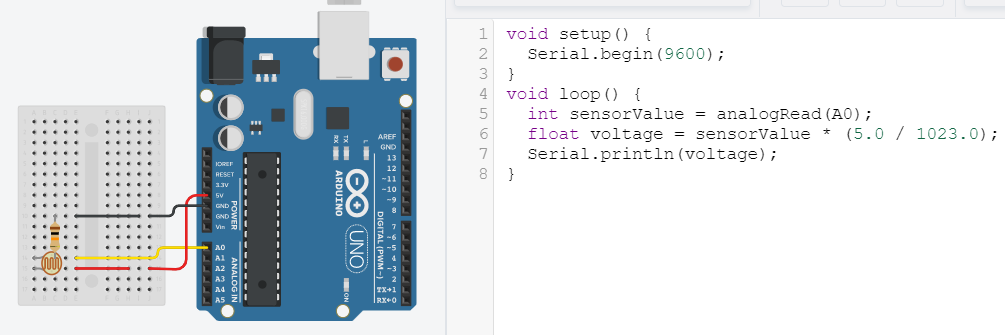 AREF
GND
13
12
~11
~10
~9
8
7
~6
~5
4
~3
2
TX→1
RX←0
DIGITAL (PWM~)
IOREF
RESET
3.3V
5V
GND
GND
Vin
POWER
A0
A1
A2
A3
A4
A5
ANALOG IN
RX
TX
L
ARDUINO
UNO
ON
1 void setup() {
2 Serial.begin(9600);
3 }
4 void loop() {
5 int sensorValue = analogRead(A0);
6 float voltage = sensorValue * (5.0 / 1023.0);
7 Serial.println(voltage);
8 }